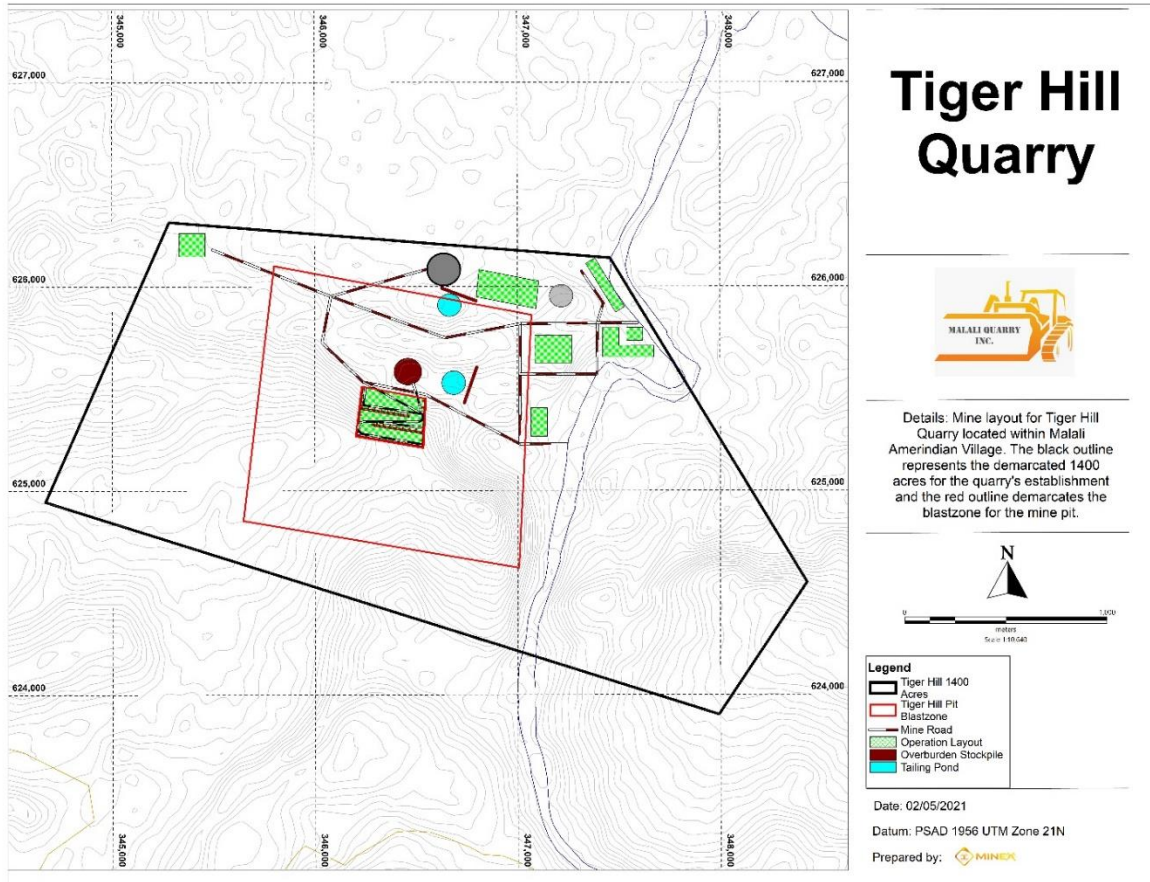 345,000
346,000
347,000
348,000
627,000
627,000
626,000
626,000
625,000
625,000
624,000
624,000
345,000
346,000
347,000
348,000
Tiger Hill
Quarry
MALALI QUARRY
INC.
Details: Mine layout for Tiger Hill
Quarry located within Malali
Amerindian Village. The black outline
represents the demarcated 1400
acres for the quarry's establishment
and the red outline demarcates the
blastzone for the mine pit.
N
0 1,000
meters
Scale 1:18,640
Legend
Tiger Hill 1400
Acres
Tiger Hill Pit
Blastzone
Mine Road
Operation Layout
Overburden Stockpile
Tailing Pond
Date: 02/05/2021
Datum: PSAD 1956 UTM Zone 21N
Prepared by: MINEX